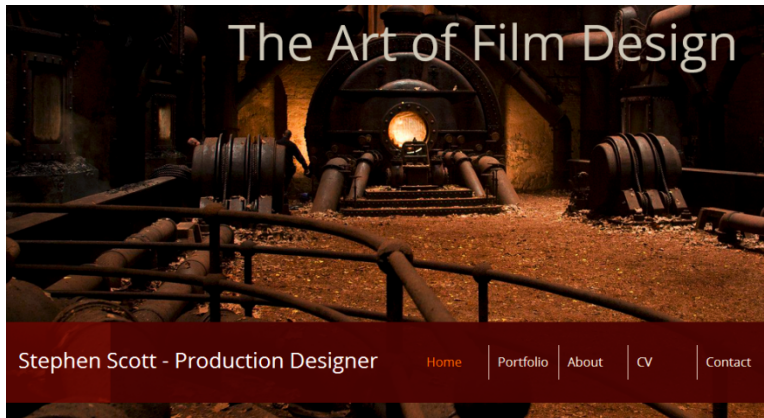 The Art of Film Design
Stephen Scott - Production Designer Home Portfolio About CV Contact